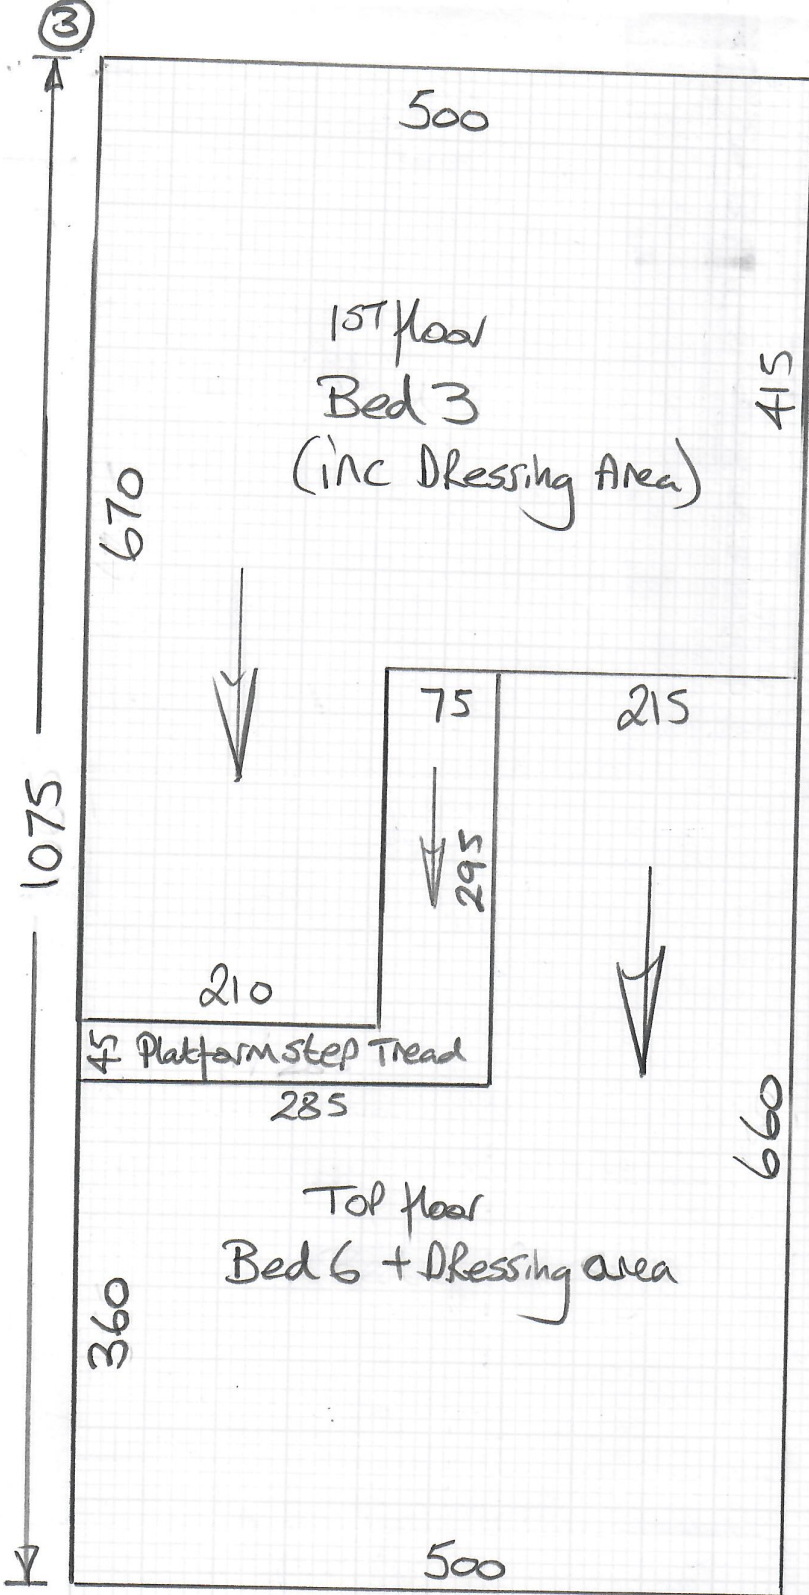 3
500
1ST floor
Bed 3
(inc Dressing Area)
415
670
75
215
295
1075
210
45 Platform step Tread
285
660
Top floor
Bed 6 + Dressing area
360
500